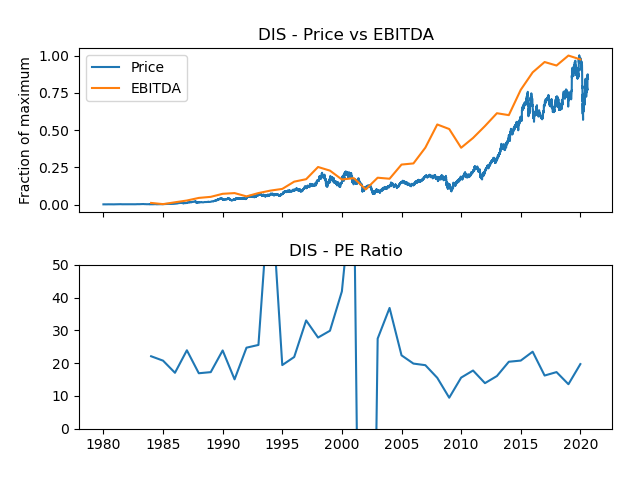 DIS - Price vs EBITDA
Fraction of maximum
1.00
0.75
0.50
0.25
0.00
Price
EBITDA
DIS - PE Ratio
50
40
30
20
10
0
1980 1985 1990 1995 2000 2005 2010 2015 2020